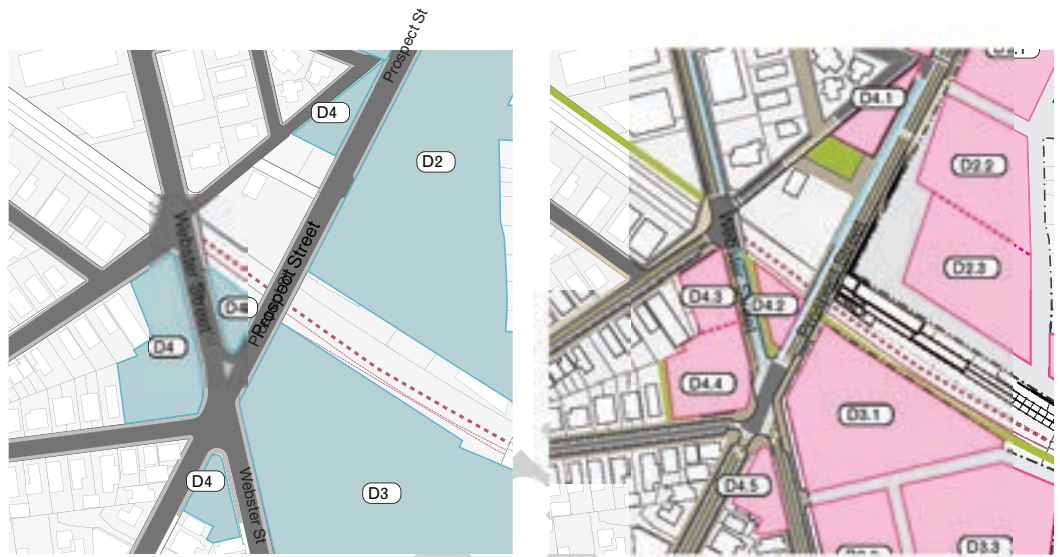 Prospect St
D4
D2
Webster Street
Prospect Street
D4
D4
D4
D3
Webster St
D4.1
D2.2
D2.3
D4.3
D4.2
D4.4
D3.1
D4.5
D3.3